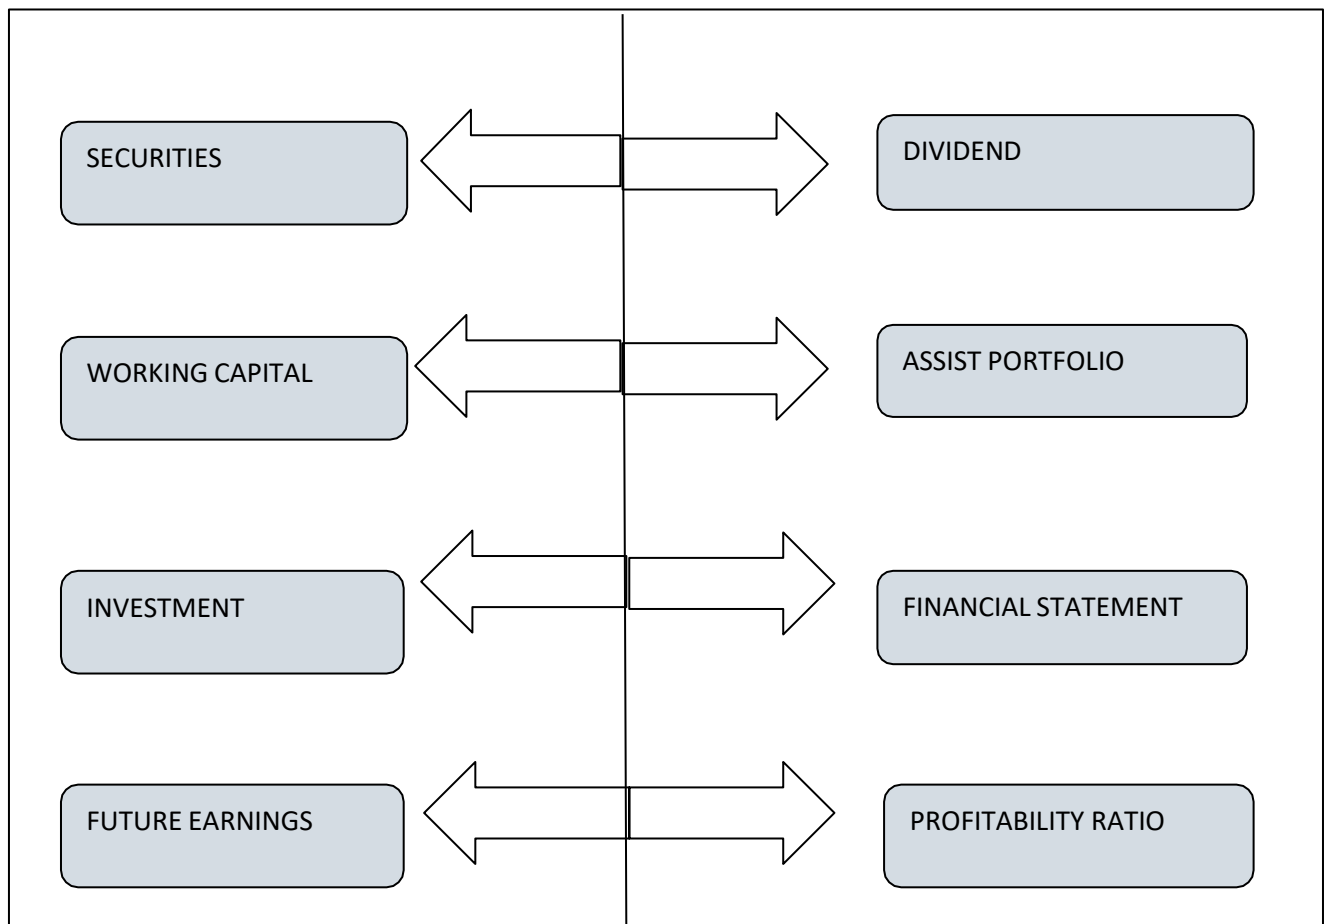 SECURITIES
DIVIDEND
WORKING CAPITAL
ASSIST PORTFOLIO
INVESTMENT
FINANCIAL STATEMENT
FUTURE EARNINGS
PROFITABILITY RATIO